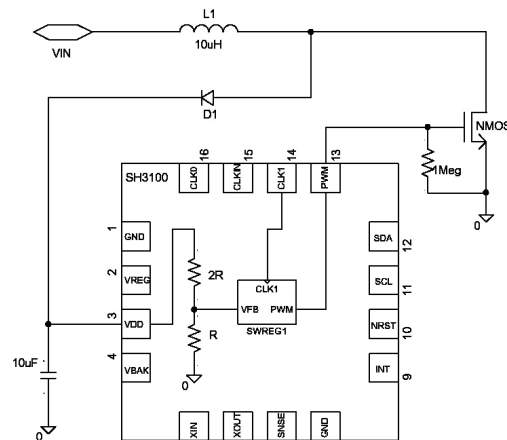 L1
10uH
VIN
D1
NMOS
1Meg
0
SH3100
16
15
14
13
CLK0
CLKIN
CLK1
PWM
1
GND
2
VREG
3
VDD
4
VBAK
2R
R
0
CLK1
VFB
PWM
SWREG1
SDA
12
SCL
11
NRST
10
INT
9
10uF
0
XIN
XOUT
SNSE
GND